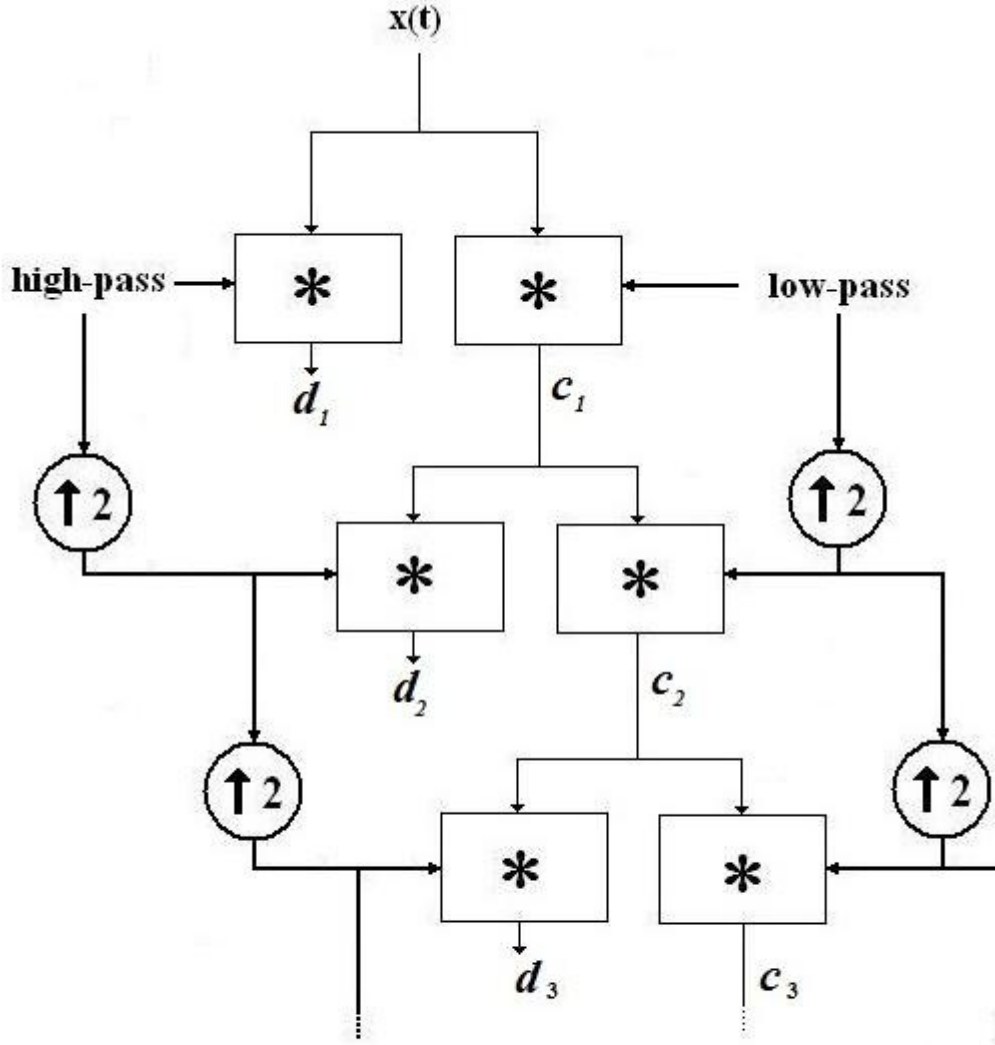 x(t)
high-pass
*
*
low-pass
d1
c1
↑ 2
*
*
↑ 2
d2
c2
↑ 2
*
*
↑ 2
d3
c3